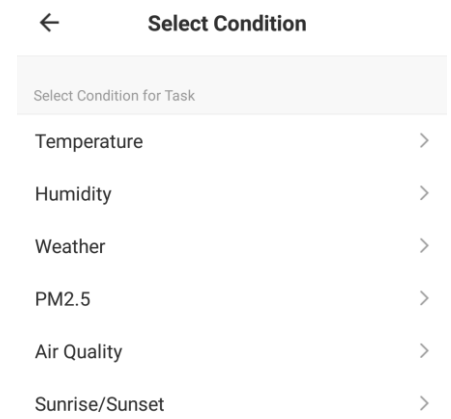 Select Condition
Select Condition for Task
Temperature
Humidity
Weather
PM2.5
Air Quality
Sunrise/Sunset